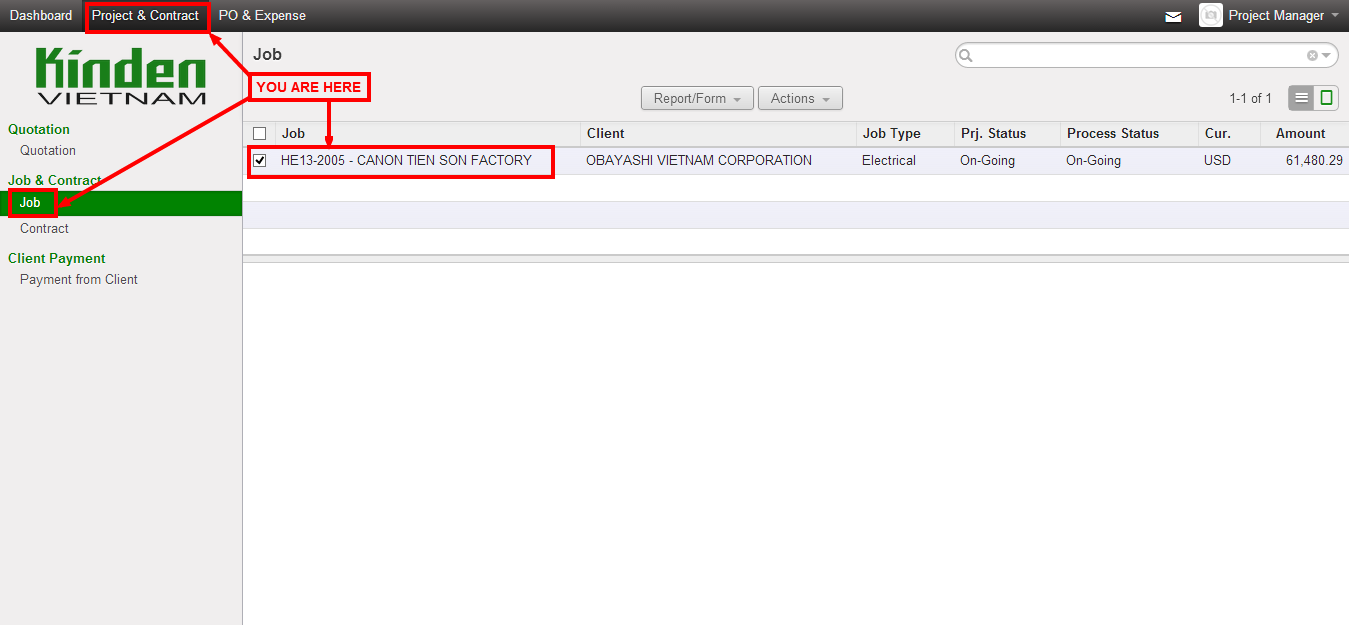 Dashboard Project & Contract PO & Expense Project Manager
Kinden
VIETNAM
Job
YOU ARE HERE
Report/Form Actions 1-1 of 1
Quotation
Quotation
Job & Contract
Job
Contract
Client Payment
Payment from Client
Job Client Job Type Prj. Status Process Status Cur. Amount
HE13-2005 - CANON TIEN SON FACTORY OBAYASHI VIETNAM CORPORATION Electrical On-Going On-Going USD 61,480.29